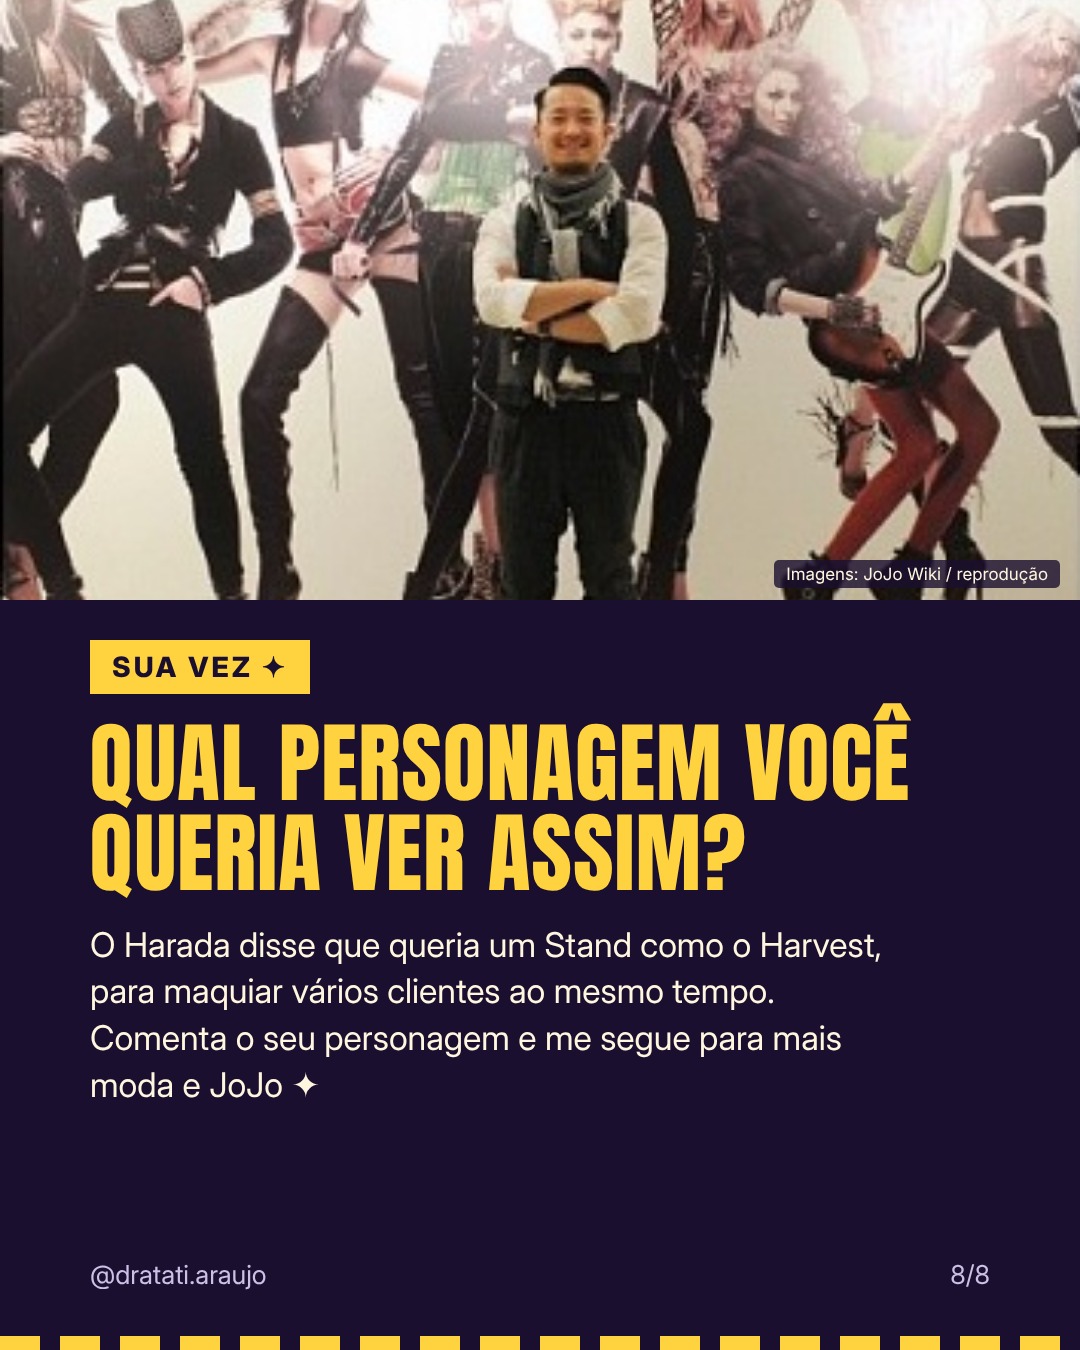 Imagens: JoJo Wiki / reprodução
SUA VEZ ✦
QUAL PERSONAGEM VOCÊ
QUERIA VER ASSIM?
O Harada disse que queria um Stand como o Harvest,
para maquiar vários clientes ao mesmo tempo.
Comenta o seu personagem e me segue para mais
moda e JoJo ✦
@dratati.araujo
8/8